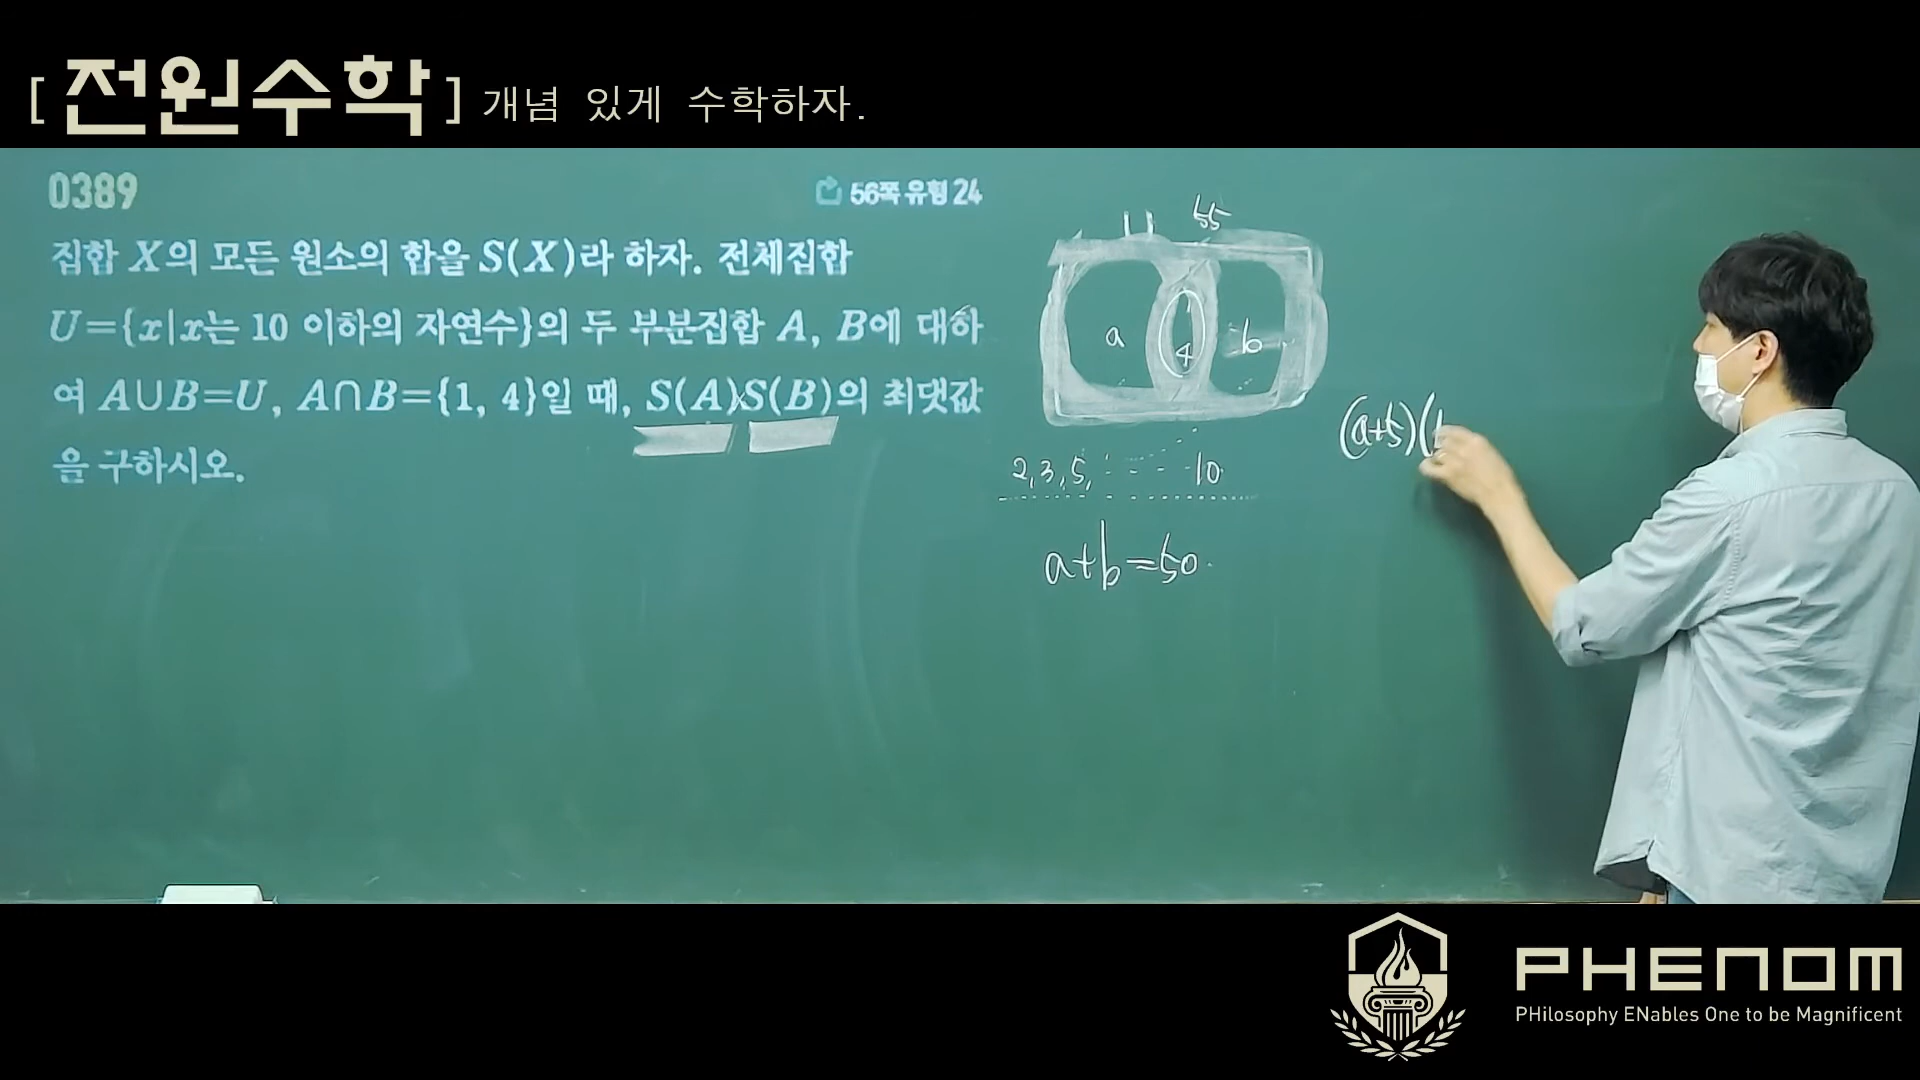 [전원수학] 개념 있게 수학하자.
0389
56쪽 유형 24
집합 X의 모든 원소의 합을 S(X)라 하자. 전체집합
U={x|x는 10 이하의 자연수}의 두 부분집합 A, B에 대하
여 A∪B=U, A∩B={1, 4}일 때, S(A)S(B)의 최댓값
을 구하시오.
U 55
a 1 4 b
2, 3, 5, ····· 10
a+b=50
(a+5)(
PHENOM
PHilosophy ENables One to be Magnificent